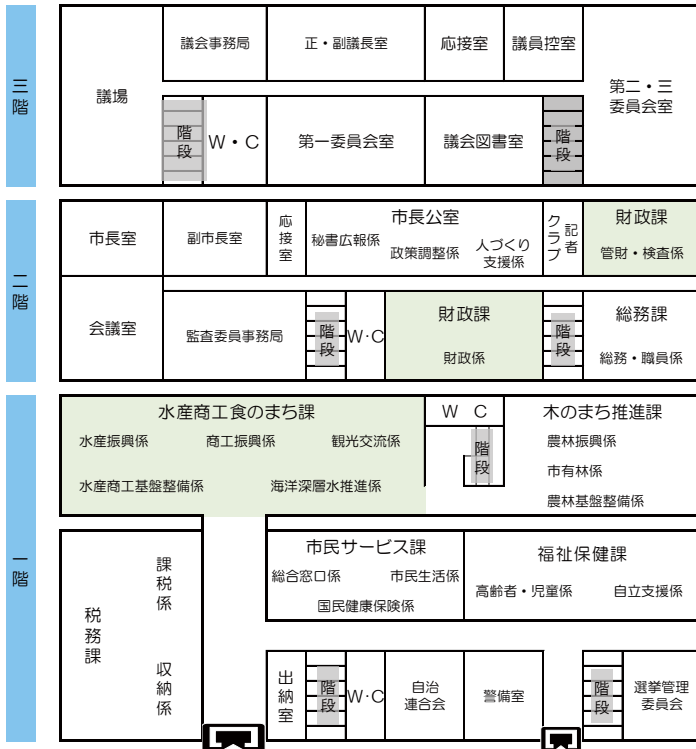 三階
議場
議会事務局
正・副議長室
応接室
議員控室
第二・三
委員会室
階段
W・C
第一委員会室
議会図書室
階段
二階
市長室
副市長室
応接室
市長公室
秘書広報係
政策調整係
人づくり
支援係
記者
クラブ
財政課
管財・検査係
会議室
監査委員事務局
階段
W・C
財政課
財政係
階段
総務課
総務・職員係
一階
水産商工食のまち課
水産振興係
商工振興係
観光交流係
水産商工基盤整備係
海洋深層水推進係
W C
階段
木のまち推進課
農林振興係
市有林係
農林基盤整備係
税務課
課税係
収納係
市民サービス課
総合窓口係
市民生活係
国民健康保険係
福祉保健課
高齢者・児童係
自立支援係
出納室
階段
W・C
自治
連合会
警備室
階段
選挙管理
委員会